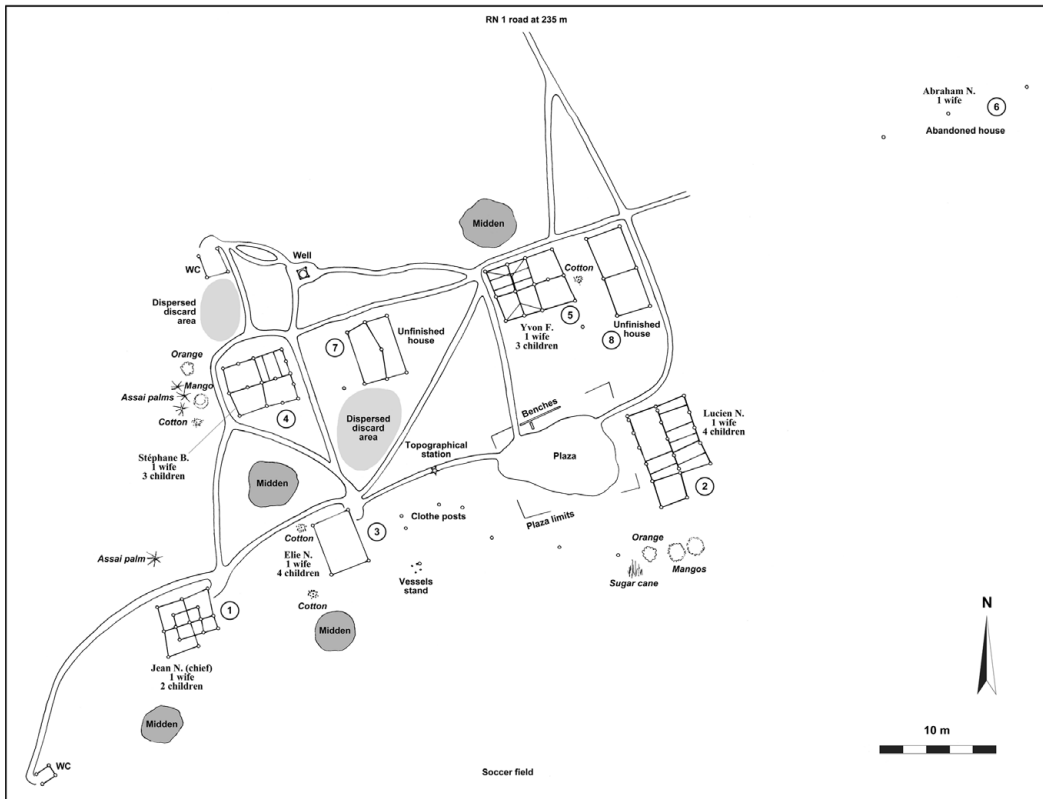 RN 1 road at 235 m
Abraham N.
1 wife
6
Abandoned house
Midden
Well
WC
Cotton
Dispersed
discard
area
Yvon F.
1 wife
3 children
5
Unfinished
house
8
Unfinished
house
7
Orange
Mango
Assai palms
Cotton
4
Stéphane B.
1 wife
3 children
Dispersed
discard
area
Benches
Lucien N.
1 wife
4 children
Topographical
station
Plaza
2
Midden
Plaza limits
Clothe posts
3
Cotton
Elie N.
1 wife
4 children
Orange
Mangos
Sugar cane
Assai palm
Vessels
stand
Cotton
1
Midden
N
Jean N. (chief)
1 wife
2 children
Midden
10 m
WC
Soccer field